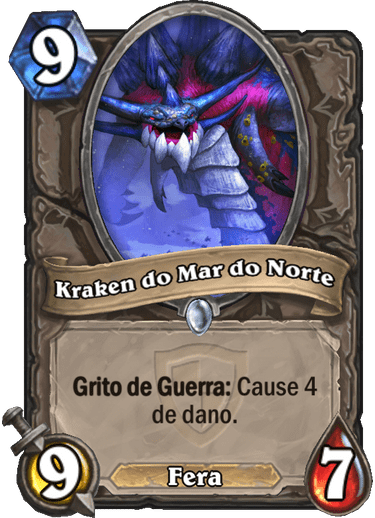 9
Kraken do Mar do Norte
Grito de Guerra: Cause 4
de dano.
9
Fera
7